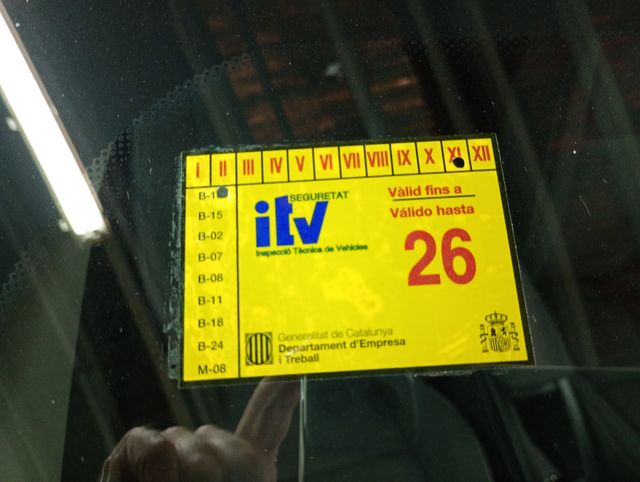 I II III IV V VI VII VIII IX X XI XII
B-15
B-02
B-07
B-08
B-11
B-18
B-24
M-08
SEGURETAT
itv
Inspecció Tècnica de Vehicles
Vàlid fins a
Válido hasta
26
Generalitat de Catalunya
Departament d'Empresa
i Treball